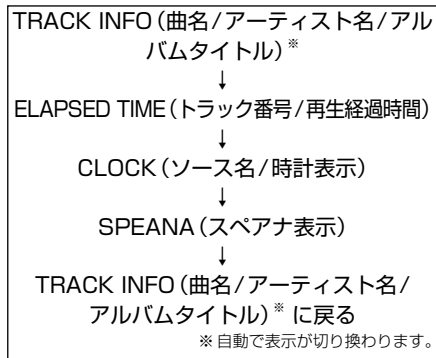 TRACK INFO（曲名/アーティスト名/アル
バムタイトル）※
↓
ELAPSED TIME（トラック番号/再生経過時間）
↓
CLOCK（ソース名/時計表示）
↓
SPEANA（スペアナ表示）
↓
TRACK INFO（曲名/アーティスト名/
アルバムタイトル）※ に戻る
※自動で表示が切り換わります。